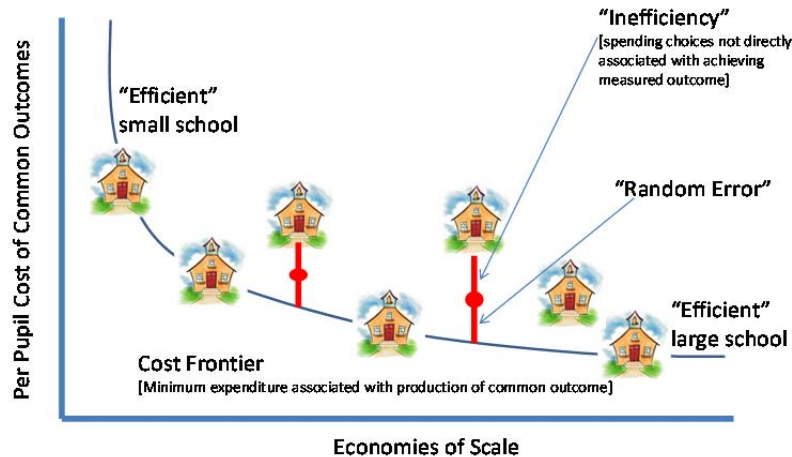 “Inefficiency”
[spending choices not directly
associated with achieving
measured outcome]
“Efficient”
small school
“Random Error”
“Efficient”
large school
Cost Frontier
[Minimum expenditure associated with production of common outcome]
Per Pupil Cost of Common Outcomes
Economies of Scale